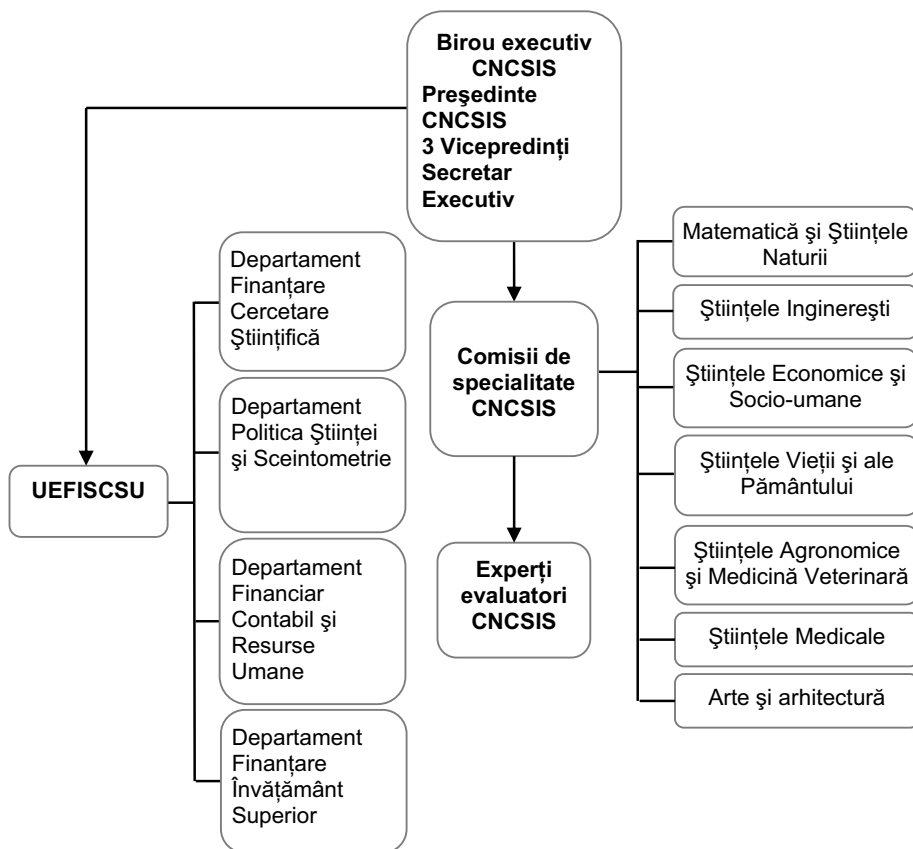 Birou executiv
CNCSIS
Preşedinte
CNCSIS
3 Vicepredinţi
Secretar
Executiv
Departament
Finanţare
Cercetare
Ştiinţifică
Departament
Politica Ştiinţei
şi Sceintometrie
UEFISCSU
Departament
Financiar
Contabil şi
Resurse
Umane
Departament
Finanţare
Învăţământ
Superior
Comisii de
specialitate
CNCSIS
Experţi
evaluatori
CNCSIS
Matematică şi Ştiinţele
Naturii
Ştiinţele Inginereşti
Ştiinţele Economice şi
Socio-umane
Ştiinţele Vieţii şi ale
Pământului
Ştiinţele Agronomice
şi Medicină Veterinară
Ştiinţele Medicale
Arte şi arhitectură